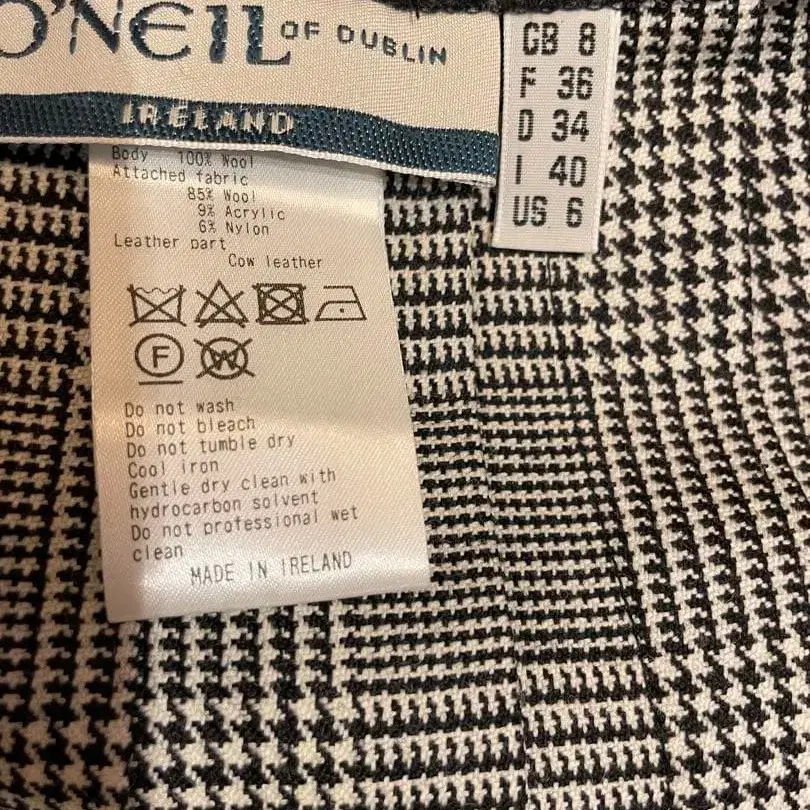 O'NEIL OF DUBLIN
IRELAND
GB 8
F 36
D 34
I 40
US 6
Body 100% Wool
Attached fabric
85% Wool
9% Acrylic
6% Nylon
Leather part
Cow leather
F W
Do not wash
Do not bleach
Do not tumble dry
Cool iron
Gentle dry clean with
hydrocarbon solvent
Do not professional wet
clean
MADE IN IRELAND